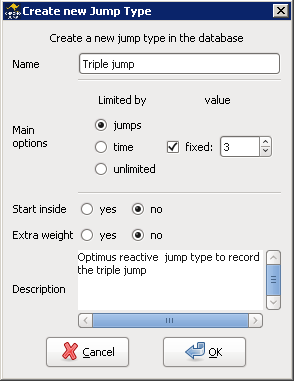 Create new Jump Type
Create a new jump type in the database
Name Triple jump
Limited by value
Main
options
jumps
time fixed: 3
unlimited
Start inside yes no
Extra weight yes no
Description
Optimus reactive jump type to record
the triple jump
Cancel OK